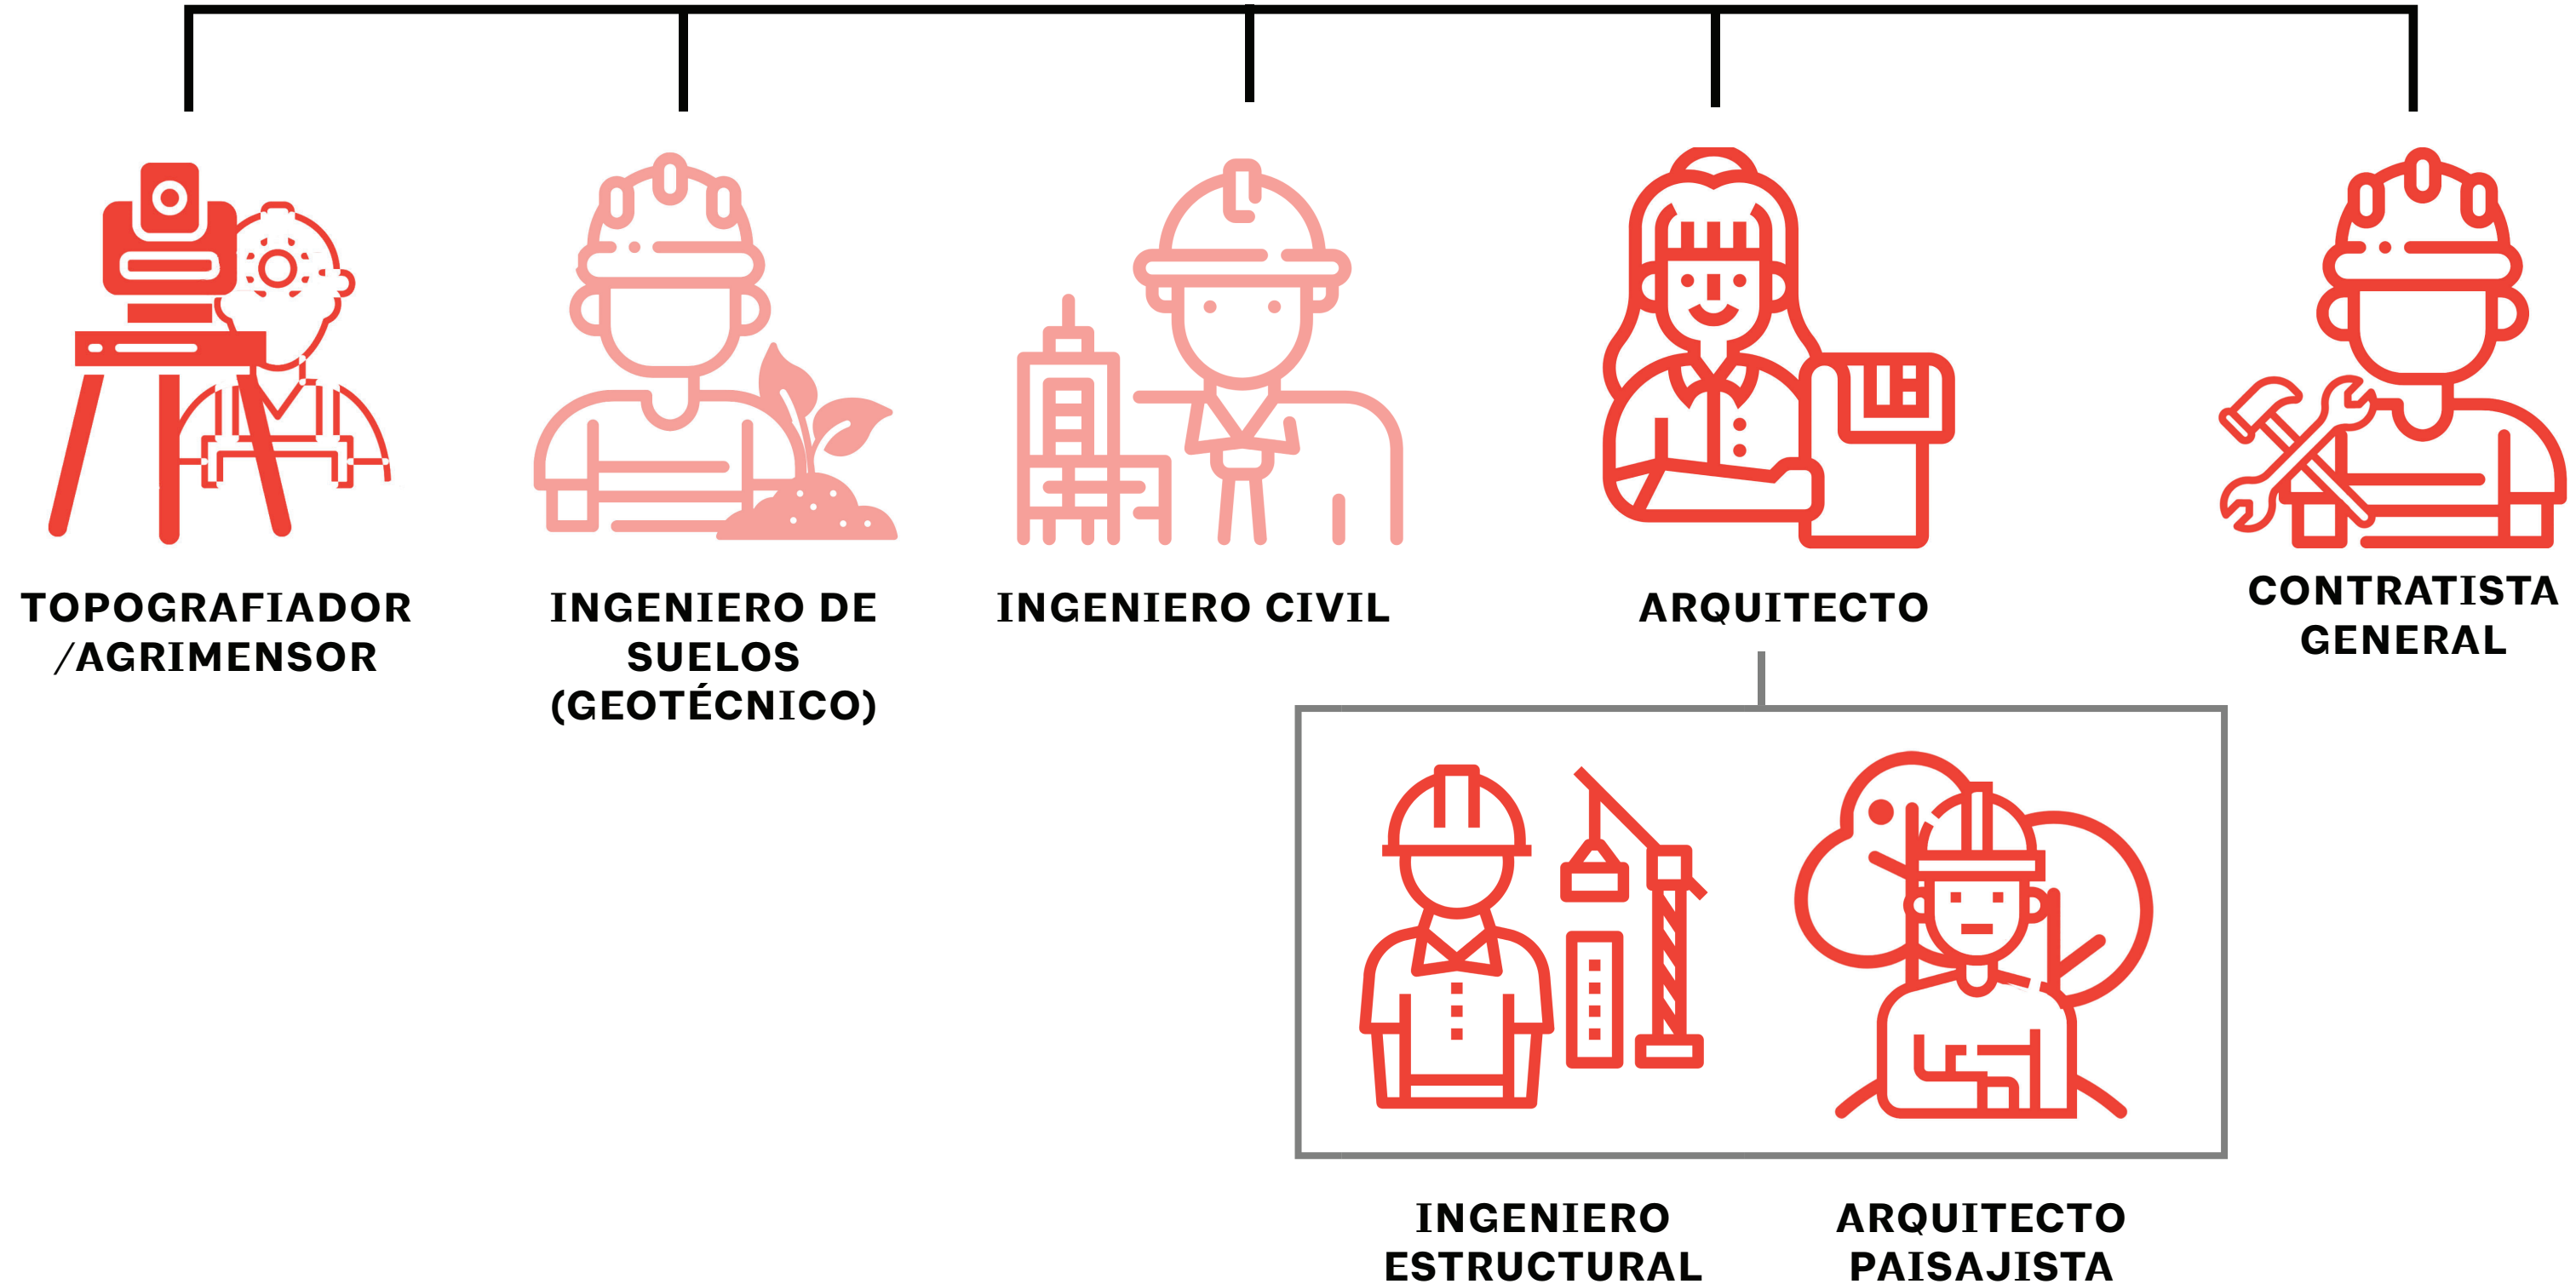 TOPOGRAFIADOR
/AGRIMENSOR
INGENIERO DE
SUELOS
(GEOTÉCNICO)
INGENIERO CIVIL
ARQUITECTO
CONTRATISTA
GENERAL
INGENIERO
ESTRUCTURAL
ARQUITECTO
PAISAJISTA